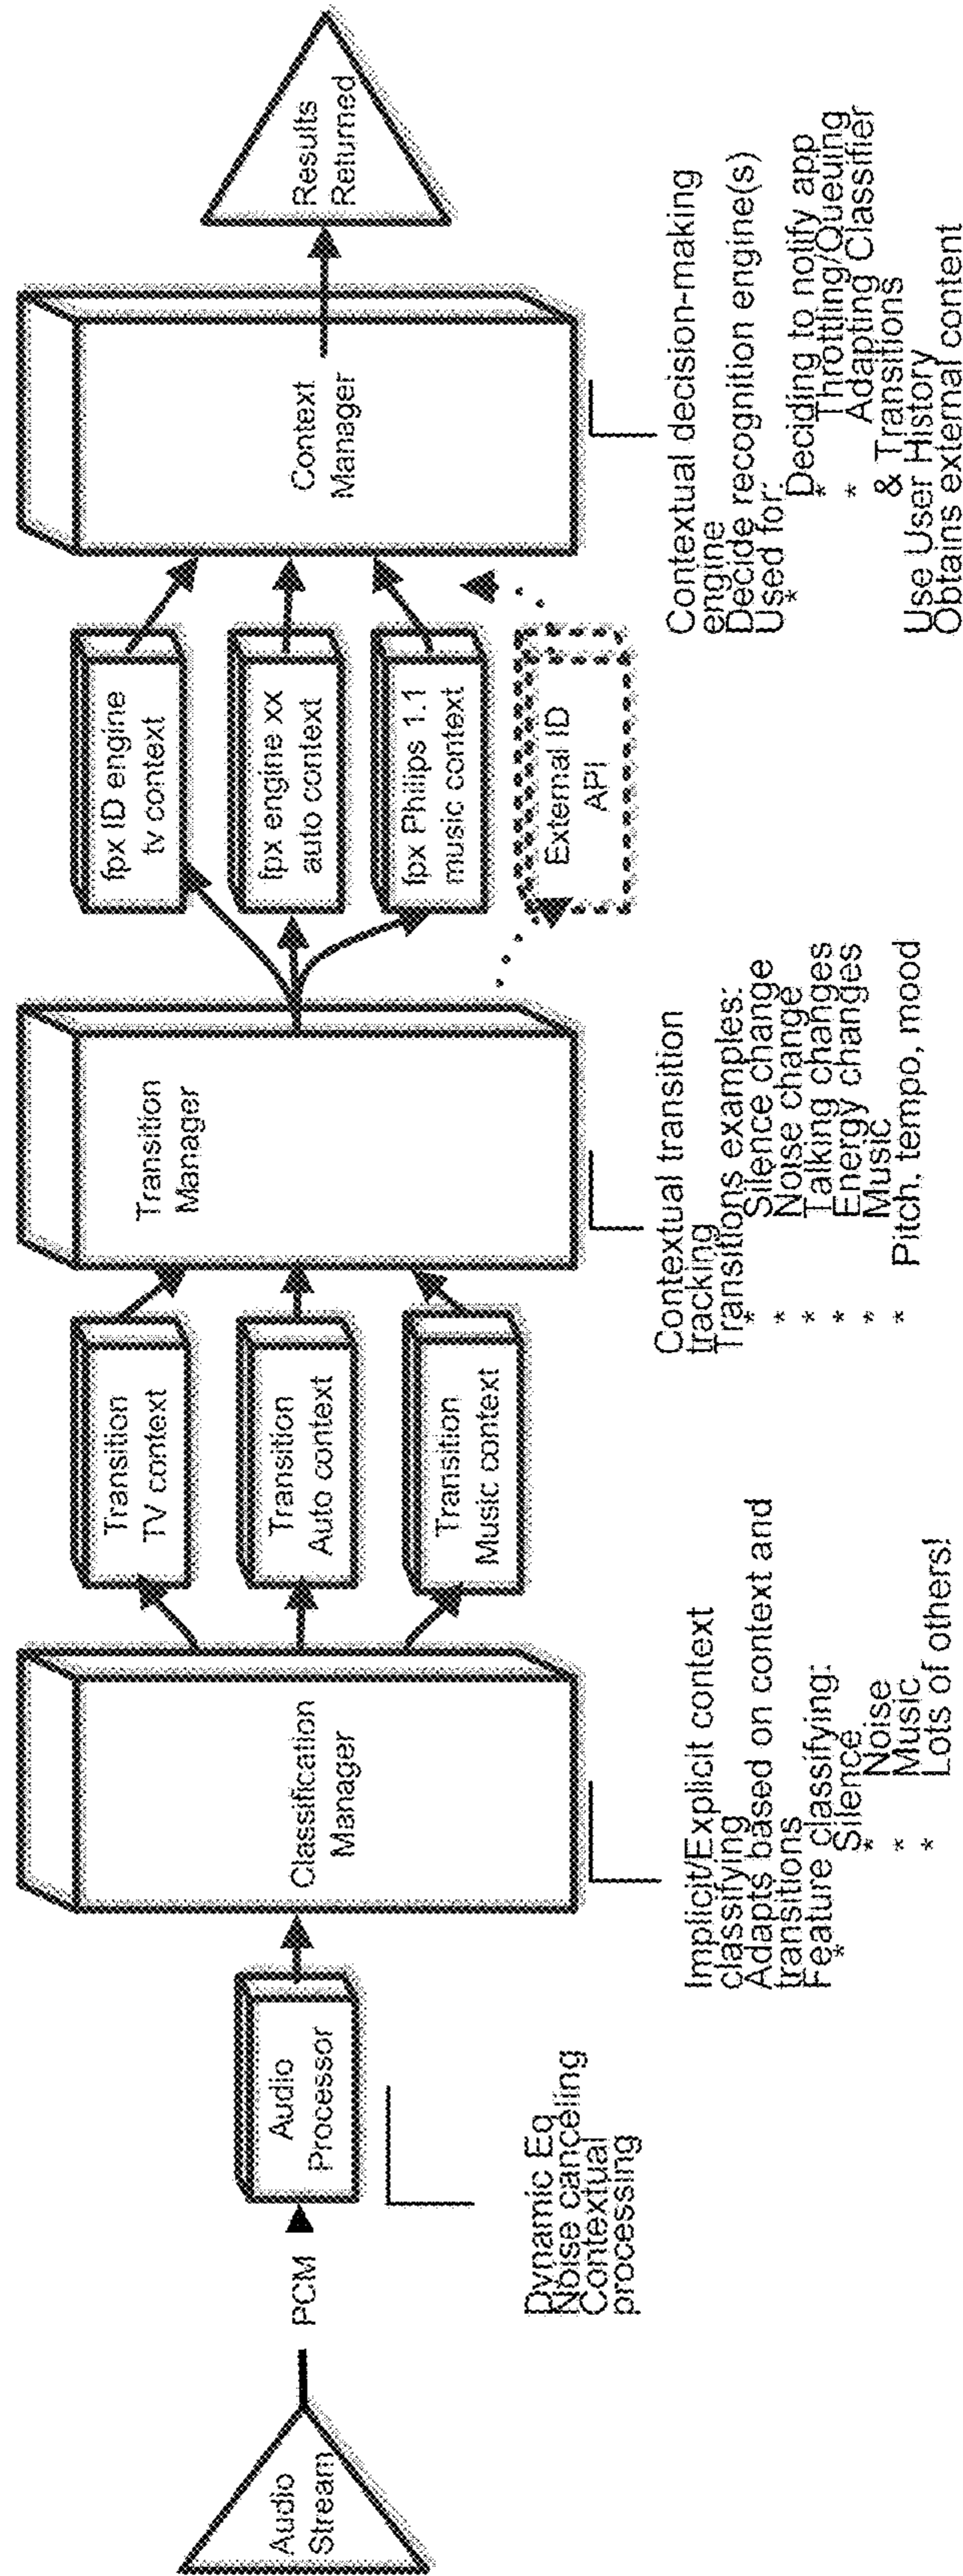 Audio
Stream
PCM
Audio
Processor
Dynamic Eq
Noise canceling
Contextual
processing
Classification
Manager
Implicit/Explicit context
classifying
Adapts based on context and
transitions
Feature classifying:
* Silence
* Noise
* Music
* Lots of others!
Transition
TV context
Transition
Auto context
Transition
Music context
Transition
Manager
Contextual transition
tracking
Transitions examples:
* Silence change
* Noise change
* Talking changes
* Energy changes
* Music
* Pitch, tempo, mood
fpx ID engine
tv context
fpx engine xx
auto context
fpx Philips 1.1
music context
External ID
API
Context
Manager
Contextual decision-making
engine
Decide recognition engine(s)
Used for:
* Deciding to notify app
* Throttling/Queuing
* Adapting Classifier
& Transitions
Use User History
Obtains external content
Results
Returned